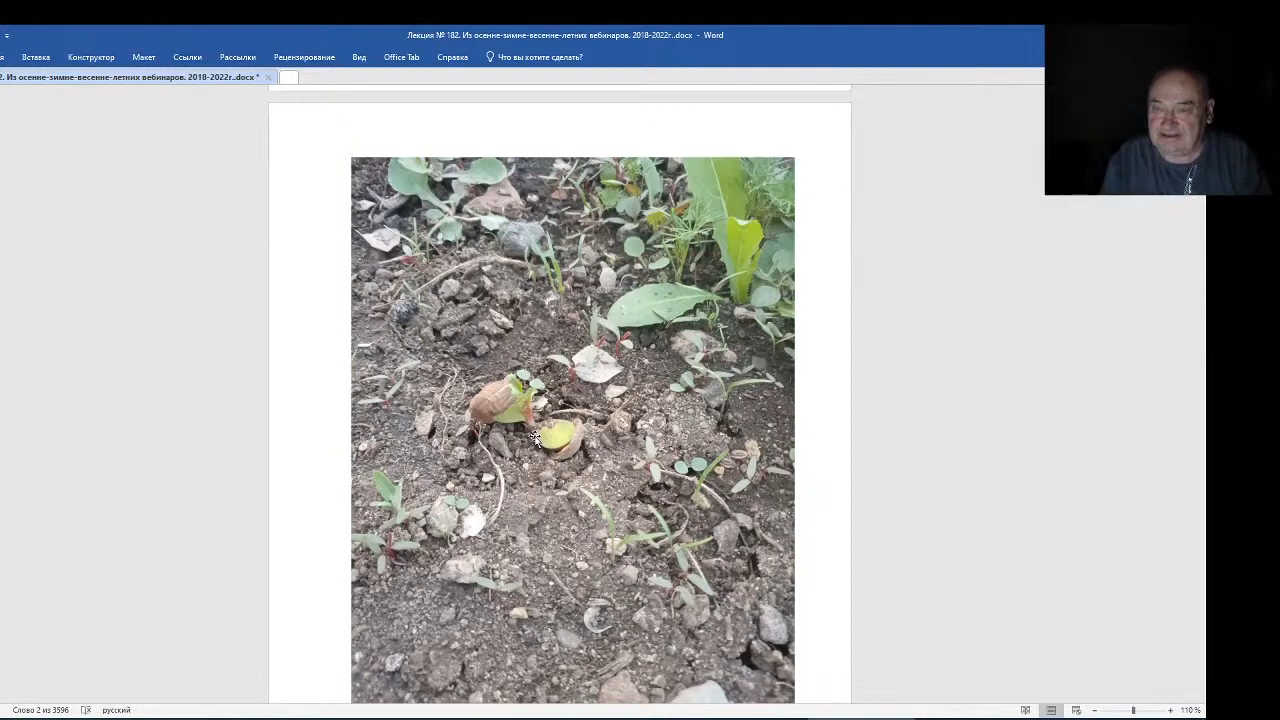 Лекция № 182. Из осенне-зимне-весенне-летних вебинаров. 2018-2022г..docx - Word
Вставка Конструктор Макет Ссылки Рассылки Рецензирование Вид Office Tab Справка Что вы хотите сделать?
2. Из осенне-зимне-весенне-летних вебинаров. 2018-2022г..docx *
Слово 2 из 3596 русский 110 %